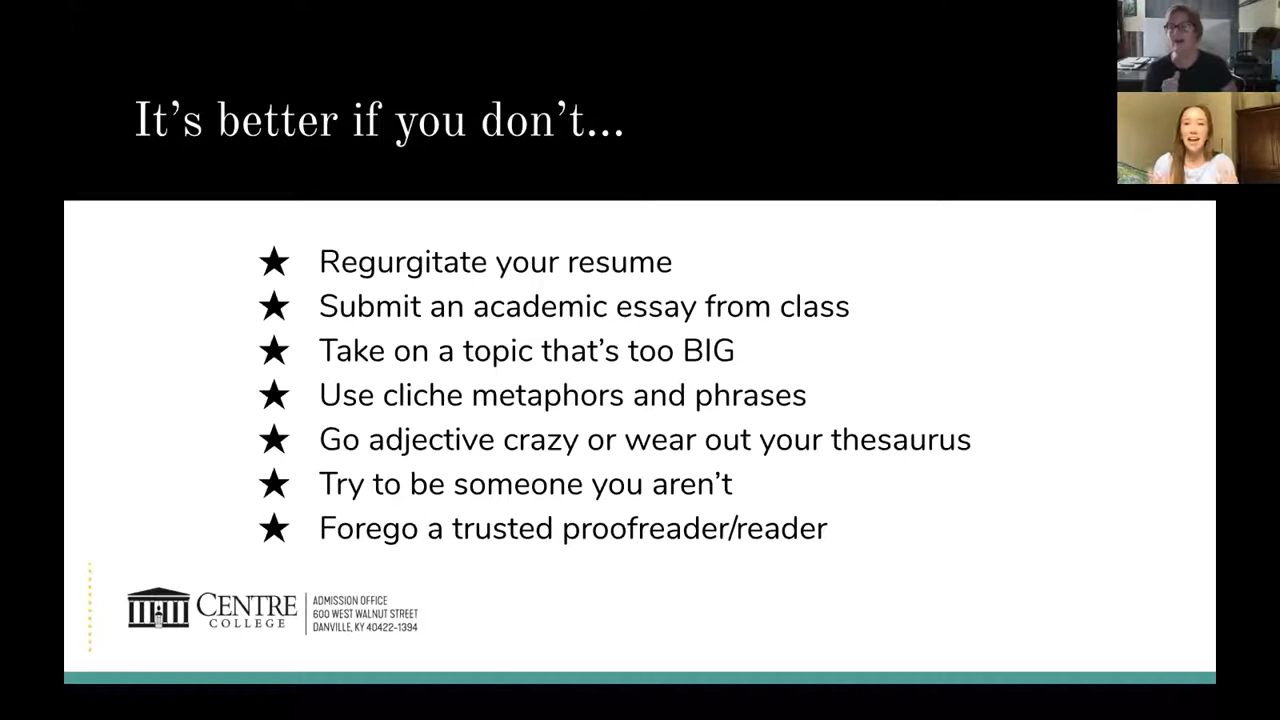 It's better if you don't...
★ Regurgitate your resume
★ Submit an academic essay from class
★ Take on a topic that's too BIG
★ Use cliche metaphors and phrases
★ Go adjective crazy or wear out your thesaurus
★ Try to be someone you aren't
★ Forego a trusted proofreader/reader
CENTRE
COLLEGE
ADMISSION OFFICE
600 WEST WALNUT STREET
DANVILLE, KY 40422-1394